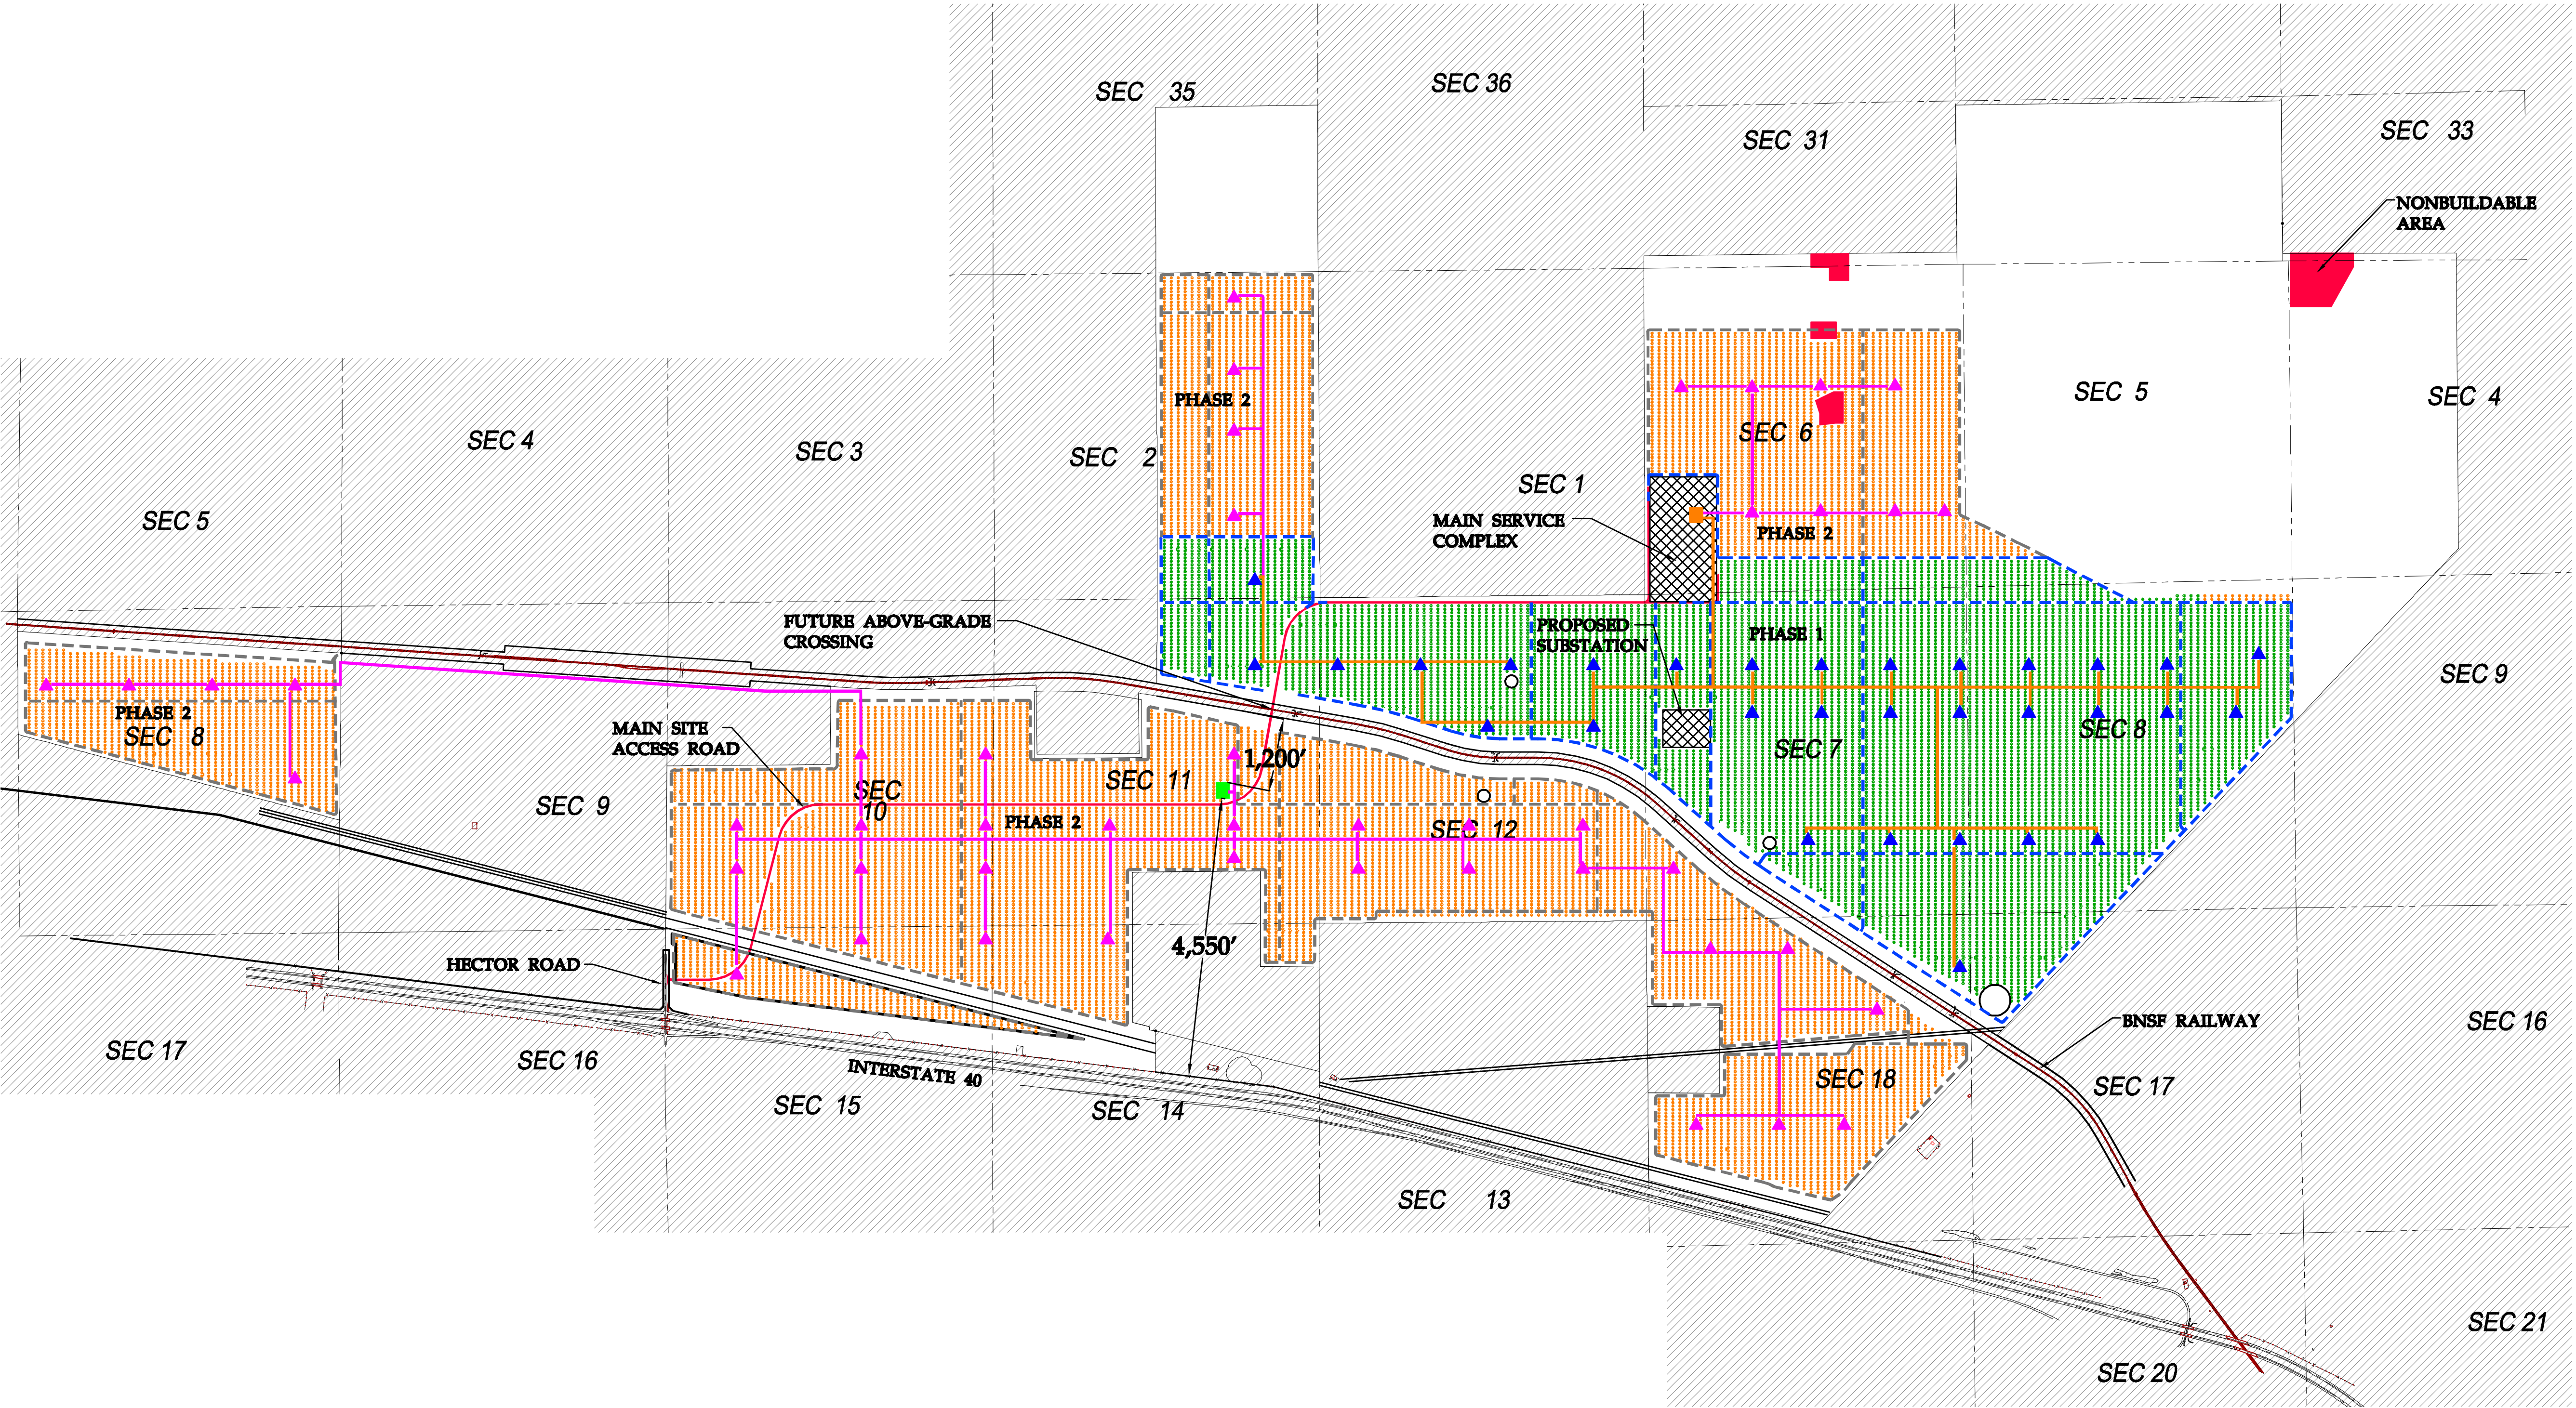 SEC 35
SEC 36
SEC 31
SEC 33
NONBUILDABLE
AREA
SEC 5
SEC 4
SEC 3
SEC 2
PHASE 2
SEC 1
SEC 6
SEC 5
SEC 4
MAIN SERVICE
COMPLEX
PHASE 2
FUTURE ABOVE-GRADE
CROSSING
PROPOSED
SUBSTATION
PHASE 1
SEC 9
PHASE 2
SEC 8
MAIN SITE
ACCESS ROAD
SEC 7
SEC 8
1,200'
SEC 9
SEC
10
SEC 11
PHASE 2
SEC 12
4,550'
HECTOR ROAD
BNSF RAILWAY
SEC 16
SEC 17
SEC 16
INTERSTATE 40
SEC 15
SEC 14
SEC 18
SEC 17
SEC 13
SEC 21
SEC 20